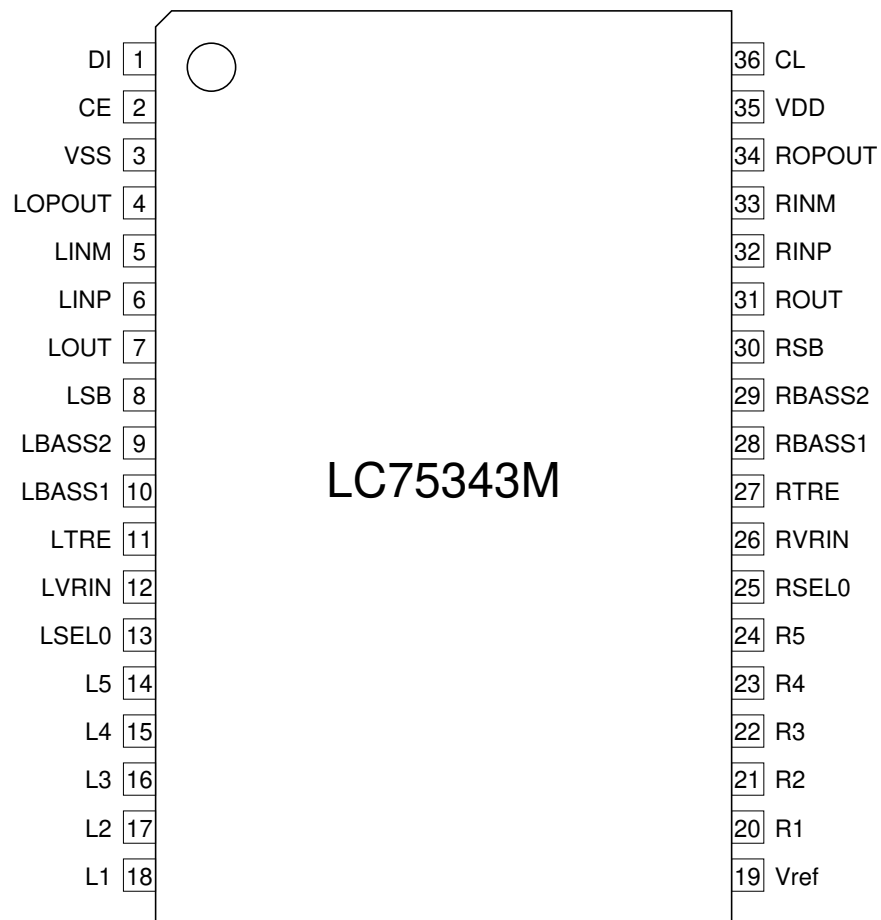 DI 1 36 CL
CE 2 35 VDD
VSS 3 34 ROPOUT
LOPOUT 4 33 RINM
LINM 5 32 RINP
LINP 6 31 ROUT
LOUT 7 30 RSB
LSB 8 29 RBASS2
LBASS2 9 28 RBASS1
LC75343M
LBASS1 10 27 RTRE
LTRE 11 26 RVRIN
LVRIN 12 25 RSEL0
LSEL0 13 24 R5
L5 14 23 R4
L4 15 22 R3
L3 16 21 R2
L2 17 20 R1
L1 18 19 Vref